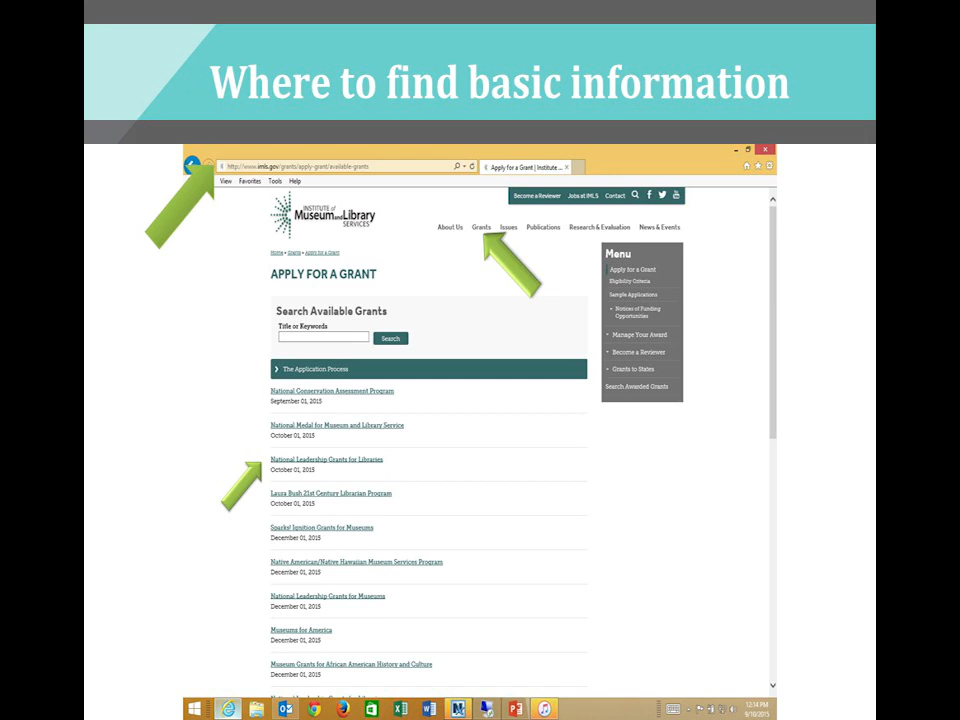 Where to find basic information
http://www.imls.gov/grants/apply-grant/available-grants
Apply for a Grant | Institute ...
View Favorites Tools Help
Become a Reviewer Jobs at IMLS Contact
INSTITUTE of
Museum and Library
SERVICES
About Us Grants Issues Publications Research & Evaluation News & Events
Home » Grants » Apply for a Grant
APPLY FOR A GRANT
Search Available Grants
Title or Keywords
Search
The Application Process
National Conservation Assessment Program
September 01, 2015
National Medal for Museum and Library Service
October 01, 2015
National Leadership Grants for Libraries
October 01, 2015
Laura Bush 21st Century Librarian Program
October 01, 2015
Sparks! Ignition Grants for Museums
December 01, 2015
Native American/Native Hawaiian Museum Services Program
December 01, 2015
National Leadership Grants for Museums
December 01, 2015
Museums for America
December 01, 2015
Museum Grants for African American History and Culture
December 01, 2015
Menu
Apply for a Grant
Eligibility Criteria
Sample Applications
Notices of Funding
Opportunities
Manage Your Award
Become a Reviewer
Grants to States
Search Awarded Grants
12:14 PM
9/10/2015